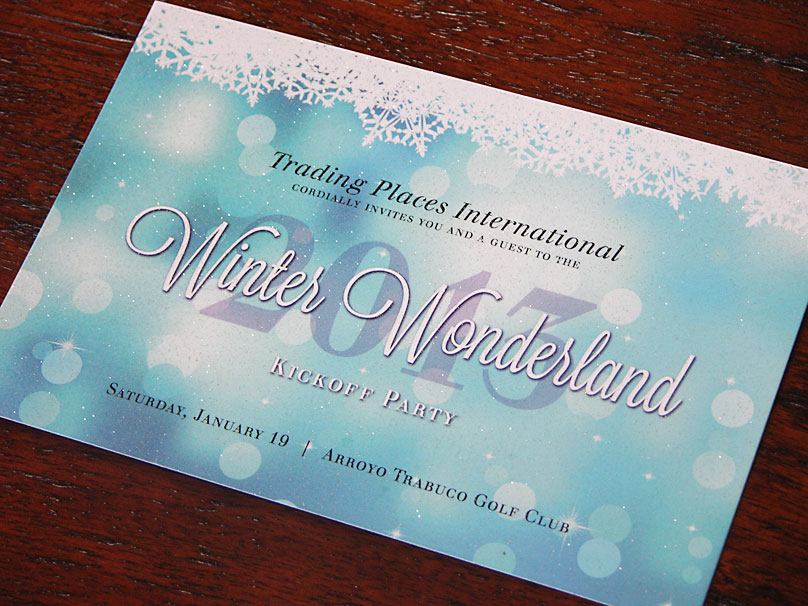 Trading Places International
cordially invites you and a guest to the
2013
Winter Wonderland
Kickoff Party
Saturday, January 19 | Arroyo Trabuco Golf Club